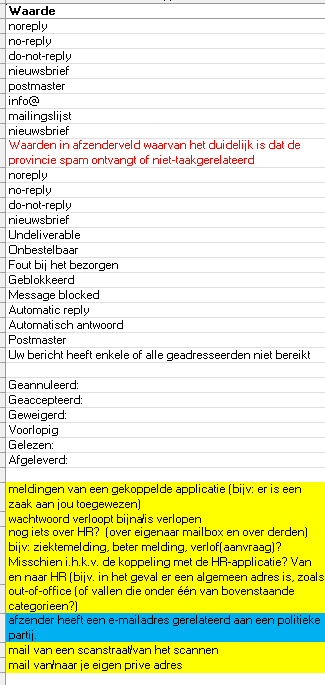 Waarde
noreply
no-reply
do-not-reply
nieuwsbrief
postmaster
info@
mailingslijst
nieuwsbrief
Waarden in afzenderveld waarvan het duidelijk is dat de
provincie spam ontvangt of niet-taakgerelateerd
noreply
no-reply
do-not-reply
nieuwsbrief
Undeliverable
Onbestelbaar
Fout bij het bezorgen
Geblokkeerd
Message blocked
Automatic reply
Automatisch antwoord
Postmaster
Uw bericht heeft enkele of alle geadresseerden niet bereikt
Geannuleerd:
Geaccepteerd:
Geweigerd:
Voorlopig
Gelezen:
Afgeleverd:
meldingen van een gekoppelde applicatie (bijv: er is een
zaak aan jou toegewezen)
wachtwoord verloopt bijna/is verlopen
nog iets over HR? (over eigenaar mailbox en over derden)
bijv: ziektemelding, beter melding, verlof(aanvraag)?
Misschien i.h.k.v. de koppeling met de HR-applicatie? Van
en naar HR (bijv. in het geval er een algemeen adres is, zoals
out-of-office (of vallen die onder één van bovenstaande
categorieen?)
afzender heeft een e-mailadres gerelateerd aan een politieke
partij.
mail van een scanstraat/van het scannen
mail van/naar je eigen prive adres